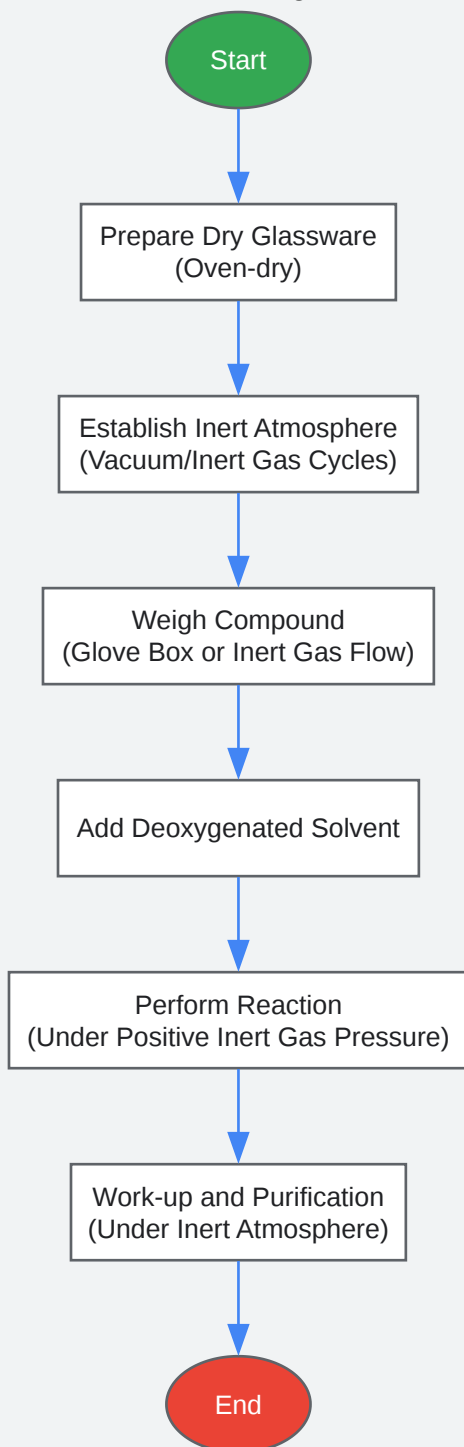 Start
Prepare Dry Glassware
(Oven-dry)
Establish Inert Atmosphere
(Vacuum/Inert Gas Cycles)
Weigh Compound
(Glove Box or Inert Gas Flow)
Add Deoxygenated Solvent
Perform Reaction
(Under Positive Inert Gas Pressure)
Work-up and Purification
(Under Inert Atmosphere)
End